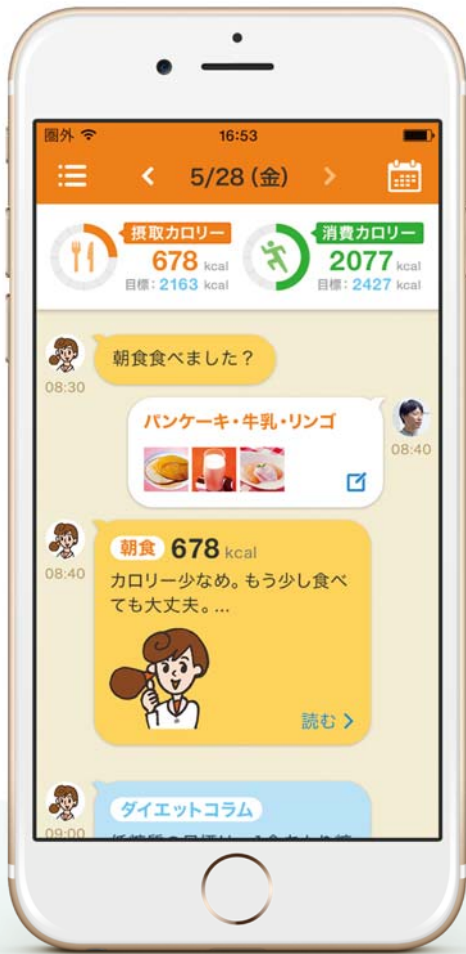 圏外 16:53
5/28 (金)
摂取カロリー
678 kcal
目標：2163 kcal
消費カロリー
2077 kcal
目標：2427 kcal
朝食食べました？
08:30
パンケーキ・牛乳・リンゴ
08:40
08:40
朝食 678 kcal
カロリー少なめ。もう少し食べ
ても大丈夫。...
読む
ダイエットコラム
09:00